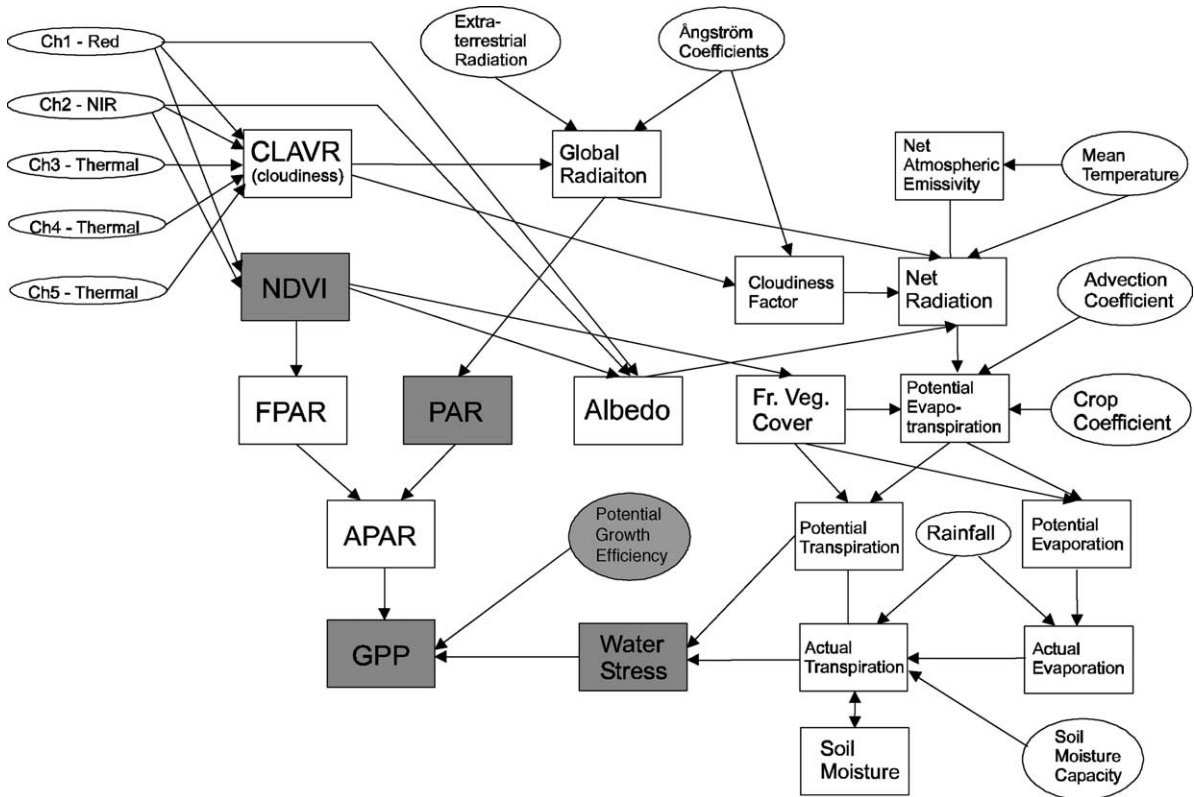 Ch1 - Red
Extra-
terrestrial
Radiation
Ångström
Coefficients
Ch2 - NIR
CLAVR
(cloudiness)
Global
Radiaiton
Net
Atmospheric
Emissivity
Mean
Temperature
Ch3 - Thermal
Ch4 - Thermal
Ch5 - Thermal
NDVI
Cloudiness
Factor
Net
Radiation
Advection
Coefficient
FPAR
PAR
Albedo
Fr. Veg.
Cover
Potential
Evapo-
transpiration
Crop
Coefficient
APAR
Potential
Growth
Efficiency
Potential
Transpiration
Rainfall
Potential
Evaporation
GPP
Water
Stress
Actual
Transpiration
Actual
Evaporation
Soil
Moisture
Soil
Moisture
Capacity